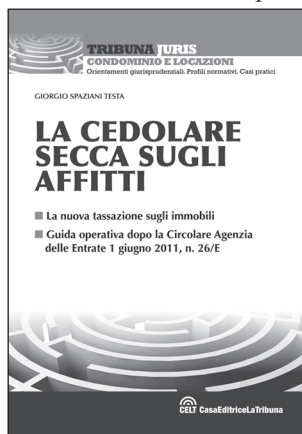 TRIBUNA JURIS
CONDOMINIO E LOCAZIONI
Orientamenti giurisprudenziali. Profili normativi. Casi pratici
GIORGIO SPAZIANI TESTA
LA CEDOLARE
SECCA SUGLI
AFFITTI
■ La nuova tassazione sugli immobili
■ Guida operativa dopo la Circolare Agenzia
delle Entrate 1 giugno 2011, n. 26/E
CELT CasaEditriceLaTribuna